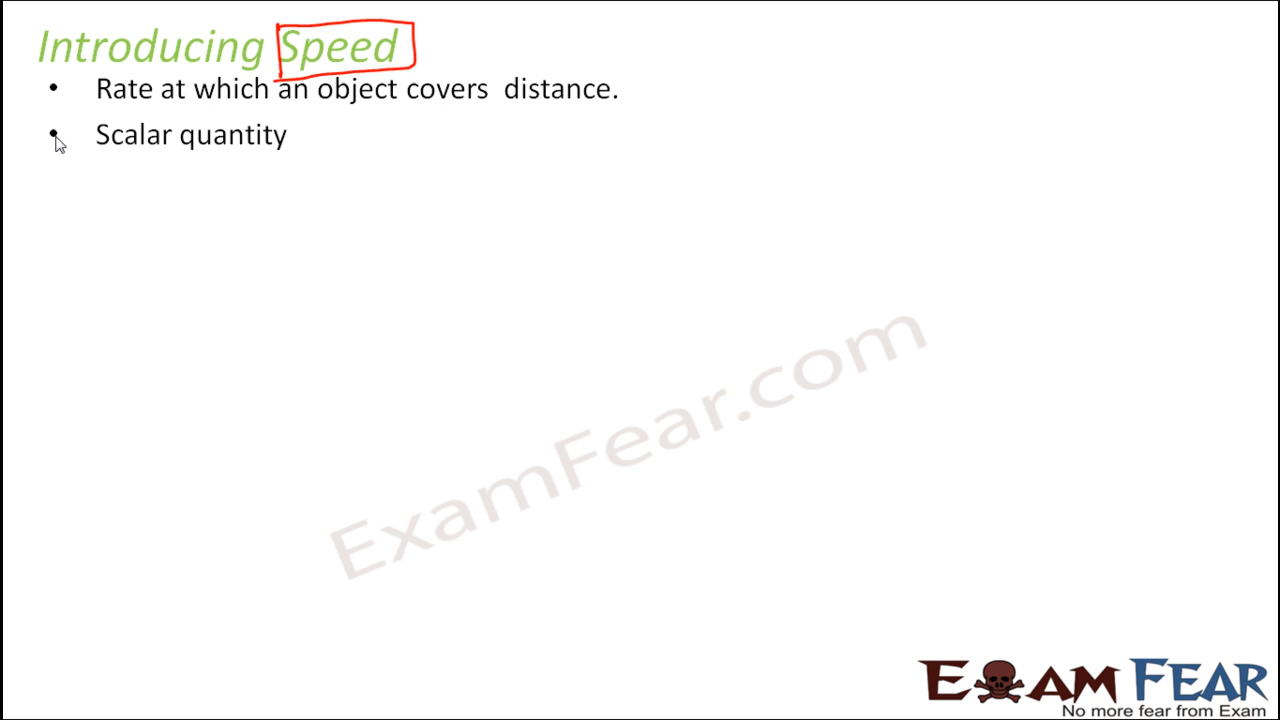 Introducing Speed
• Rate at which an object covers distance.
• Scalar quantity
ExamFear.com
EXAM FEAR
No more fear from Exam